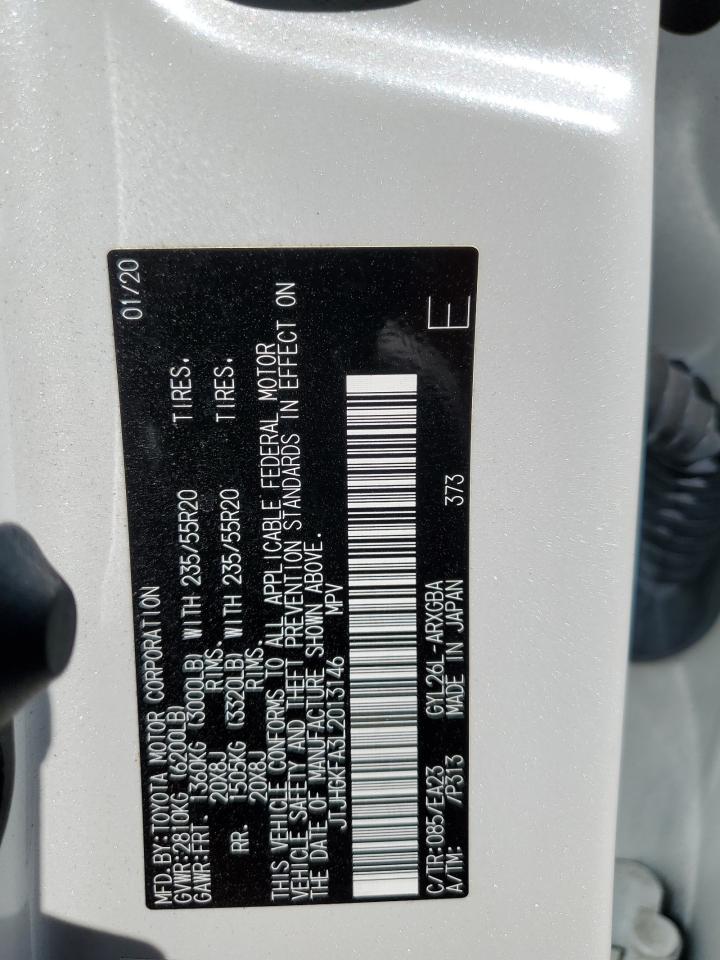 MFD.BY:TOYOTA MOTOR CORPORATION 01/20
GVWR:2810KG (6200LB)
GAWR:FRT. 1360KG (3000LB) WITH 235/55R20 TIRES.
20X8J RIMS.
RR. 1505KG (3320LB) WITH 235/55R20 TIRES.
20X8J RIMS.
THIS VEHICLE CONFORMS TO ALL APPLICABLE FEDERAL MOTOR
VEHICLE SAFETY AND THEFT PREVENTION STANDARDS IN EFFECT ON
THE DATE OF MANUFACTURE SHOWN ABOVE.
JTJHGKFA3L2013146 MPV
C/TR:085/EA23 GYL26L-ARXGBA 373
A/TM: /P313 MADE IN JAPAN
E